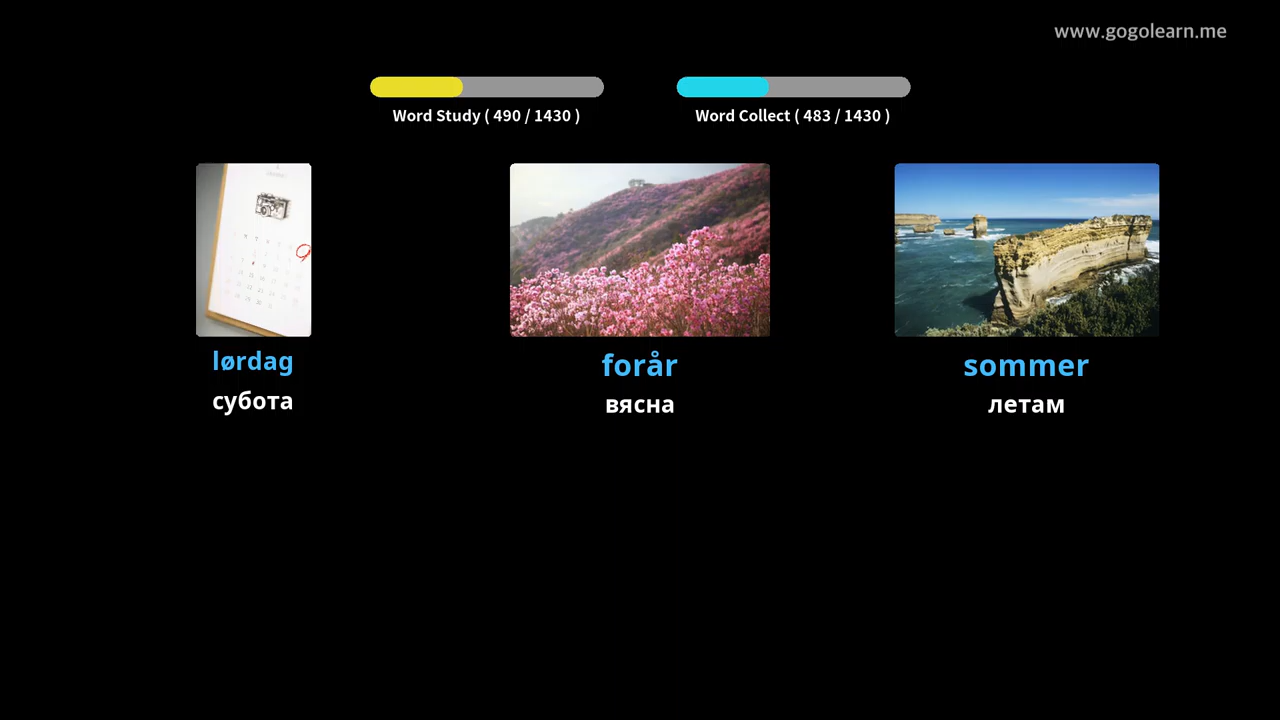 www.gogolearn.me
Word Study ( 490 / 1430 )
Word Collect ( 483 / 1430 )
lørdag
forår
sommer
субота
вясна
летам